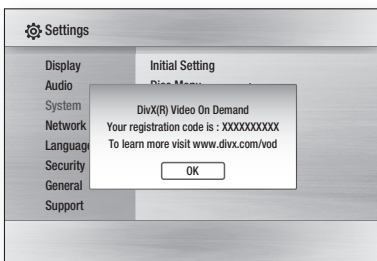 Settings
Display
Initial Setting
Audio
System
Network
Language
Security
General
Support
DivX(R) Video On Demand
Your registration code is : XXXXXXXXXX
To learn more visit www.divx.com/vod
OK